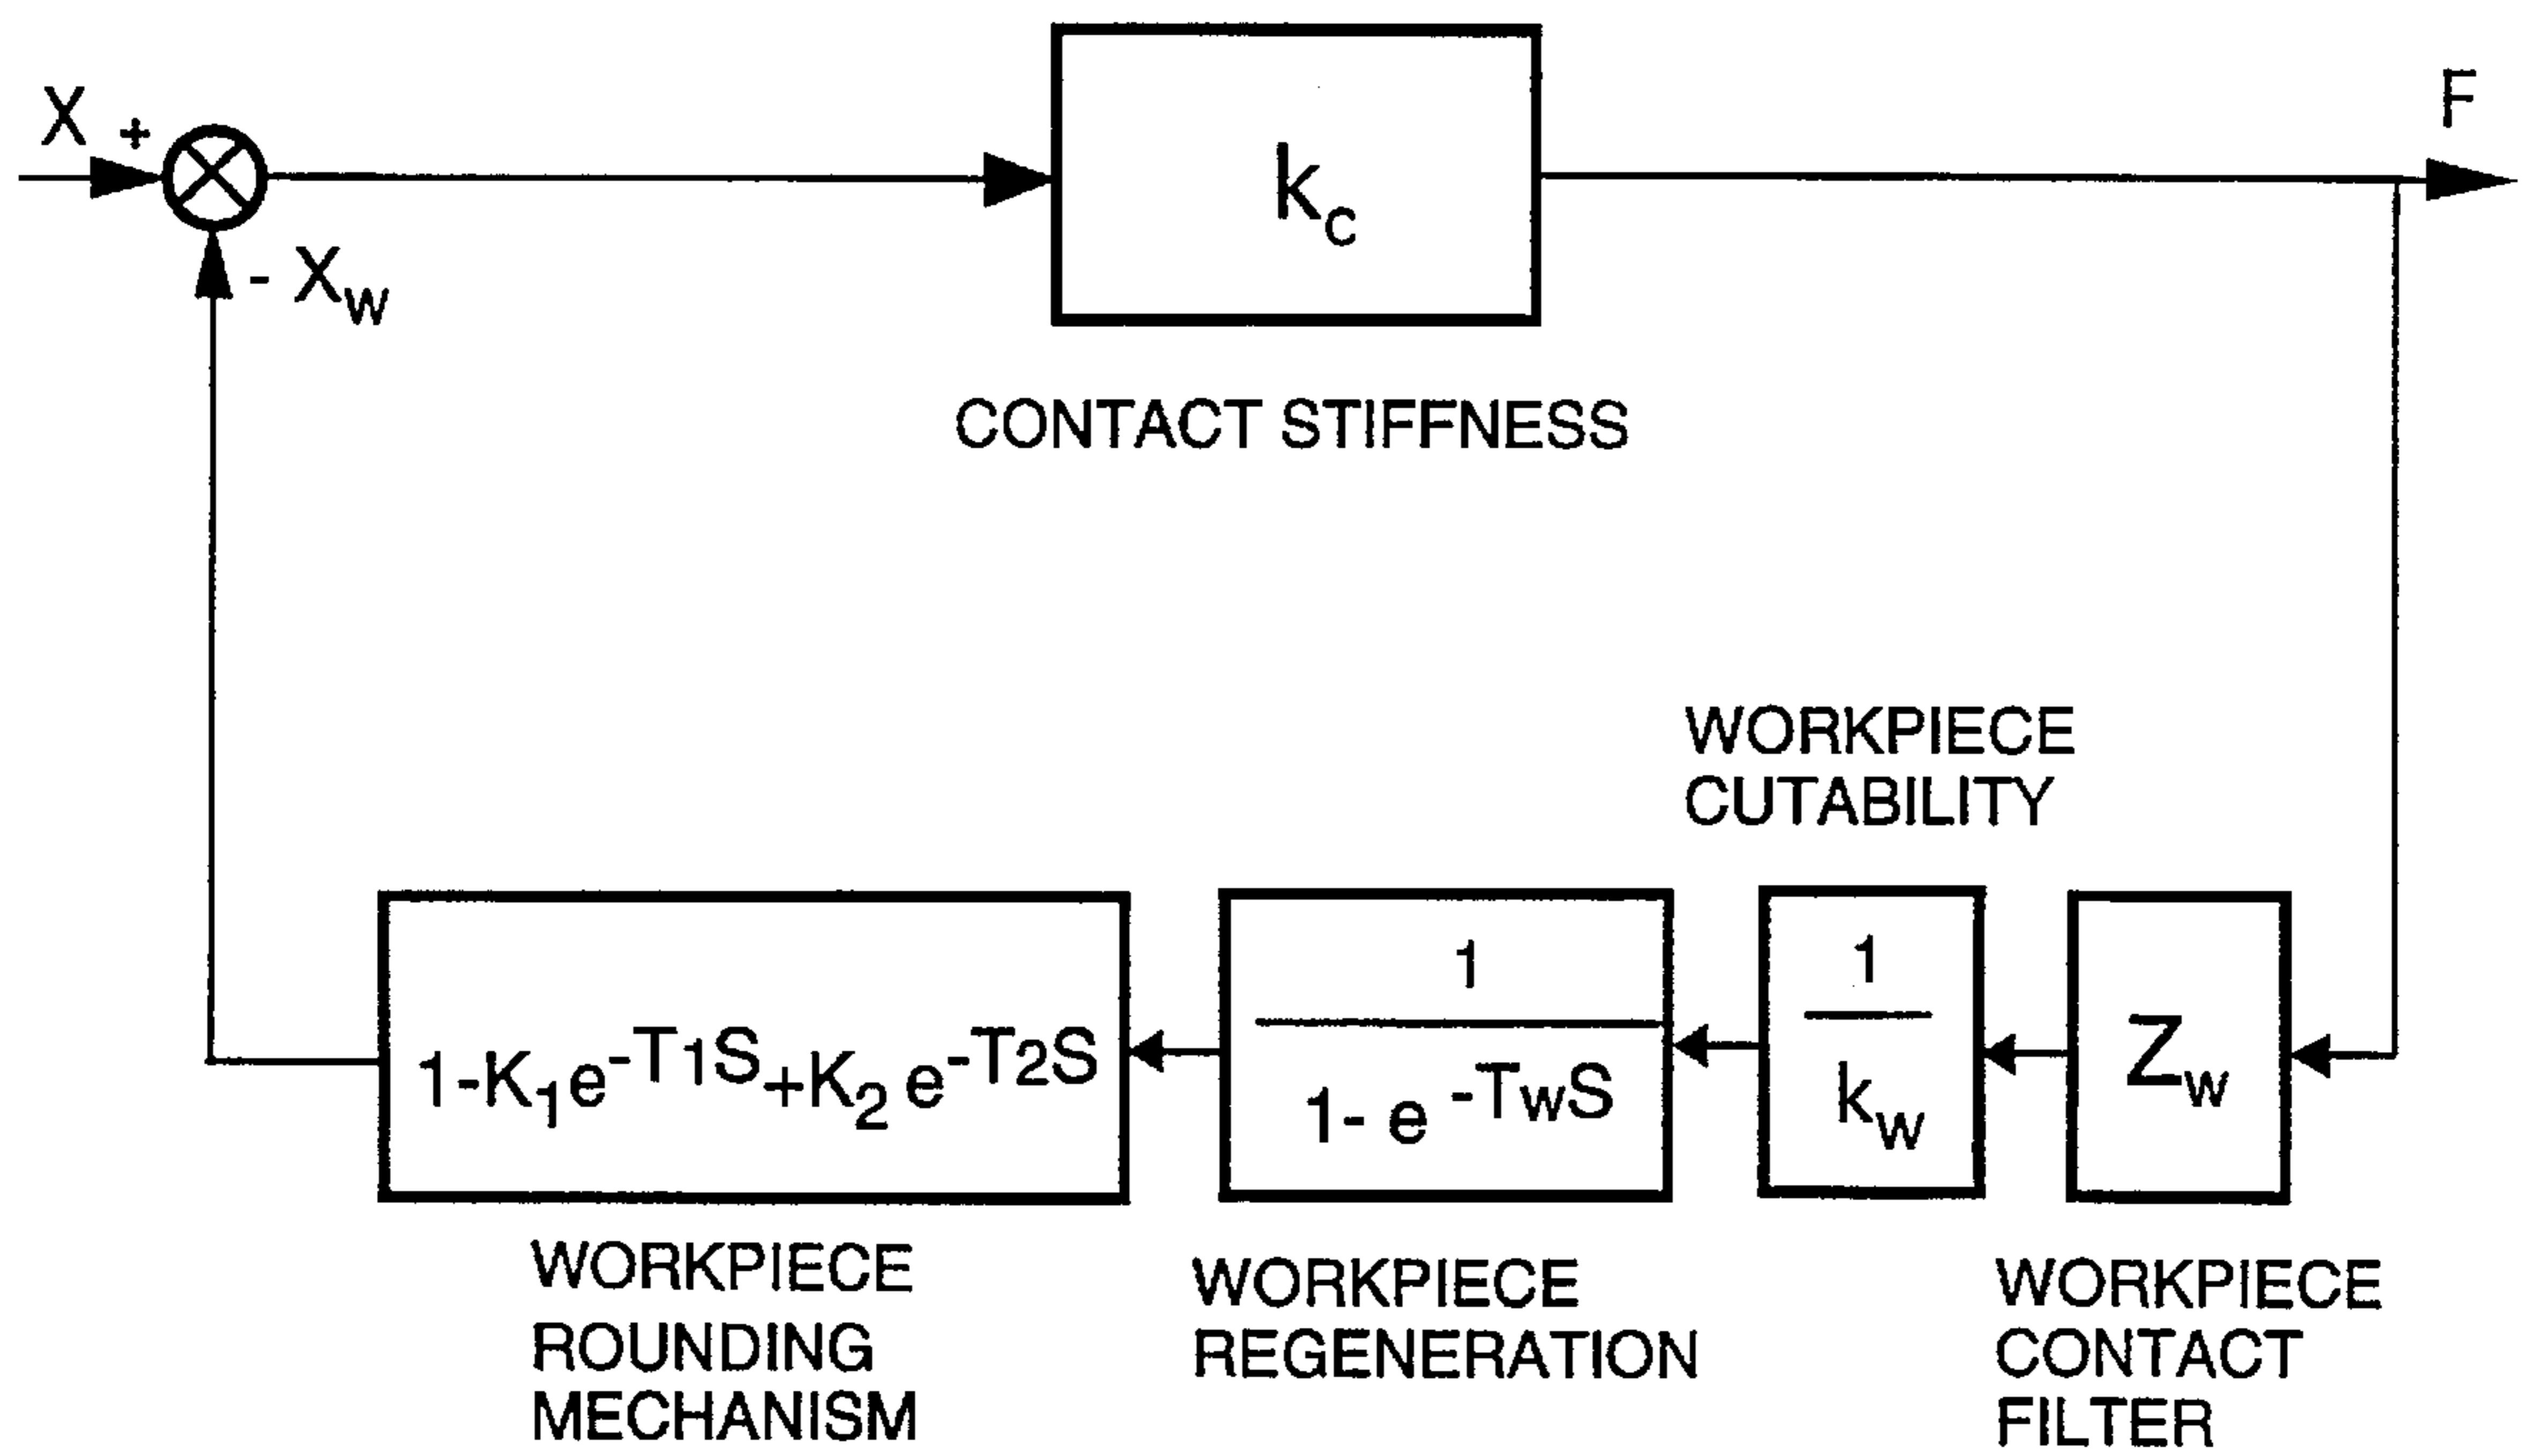 X +
F
- X_w
k_c
CONTACT STIFFNESS
WORKPIECE
CUTABILITY
1-K_1e^-T1S+K_2 e^-T2S
1
1- e^-TwS
1
k_w
Z_w
WORKPIECE
ROUNDING
MECHANISM
WORKPIECE
REGENERATION
WORKPIECE
CONTACT
FILTER